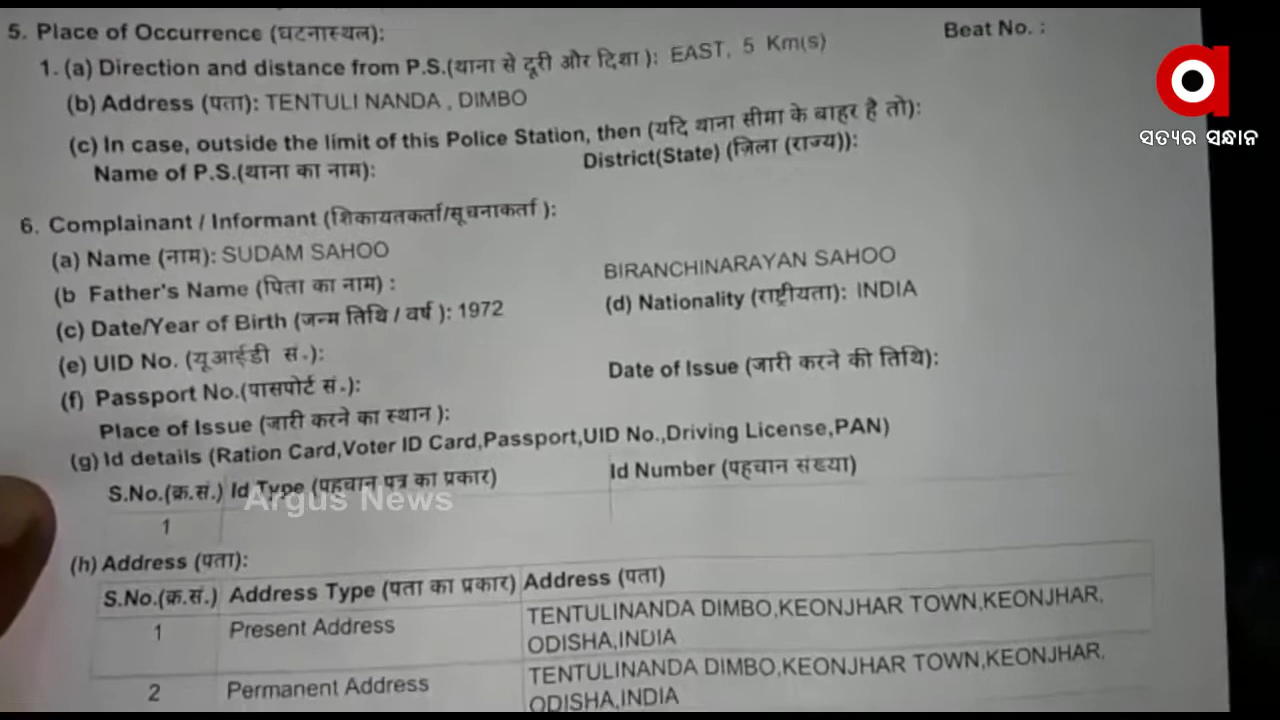 5. Place of Occurrence (घटनास्थल):
Beat No. :
1. (a) Direction and distance from P.S.(थाना से दूरी और दिशा ): EAST, 5 Km(s)
(b) Address (पता): TENTULI NANDA , DIMBO
(c) In case, outside the limit of this Police Station, then (यदि थाना सीमा के बाहर है तो):
Name of P.S.(थाना का नाम): District(State) (ज़िला (राज्य)):
ସତ୍ୟର ସନ୍ଧାନ
6. Complainant / Informant (शिकायतकर्ता/सूचनाकर्ता ):
(a) Name (नाम): SUDAM SAHOO
(b Father's Name (पिता का नाम) : BIRANCHINARAYAN SAHOO
(c) Date/Year of Birth (जन्म तिथि / वर्ष ): 1972 (d) Nationality (राष्ट्रीयता): INDIA
(e) UID No. (यूआईडी सं.):
(f) Passport No.(पासपोर्ट सं.): Date of Issue (जारी करने की तिथि):
Place of Issue (जारी करने का स्थान ):
(g) Id details (Ration Card,Voter ID Card,Passport,UID No.,Driving License,PAN)
S.No.(क्र.सं.) Id Type (पहचान पत्र का प्रकार) Id Number (पहचान संख्या)
Argus News
1
(h) Address (पता):
S.No.(क्र.सं.) Address Type (पता का प्रकार) Address (पता)
1 Present Address TENTULINANDA DIMBO,KEONJHAR TOWN,KEONJHAR,
ODISHA,INDIA
2 Permanent Address TENTULINANDA DIMBO,KEONJHAR TOWN,KEONJHAR,
ODISHA,INDIA